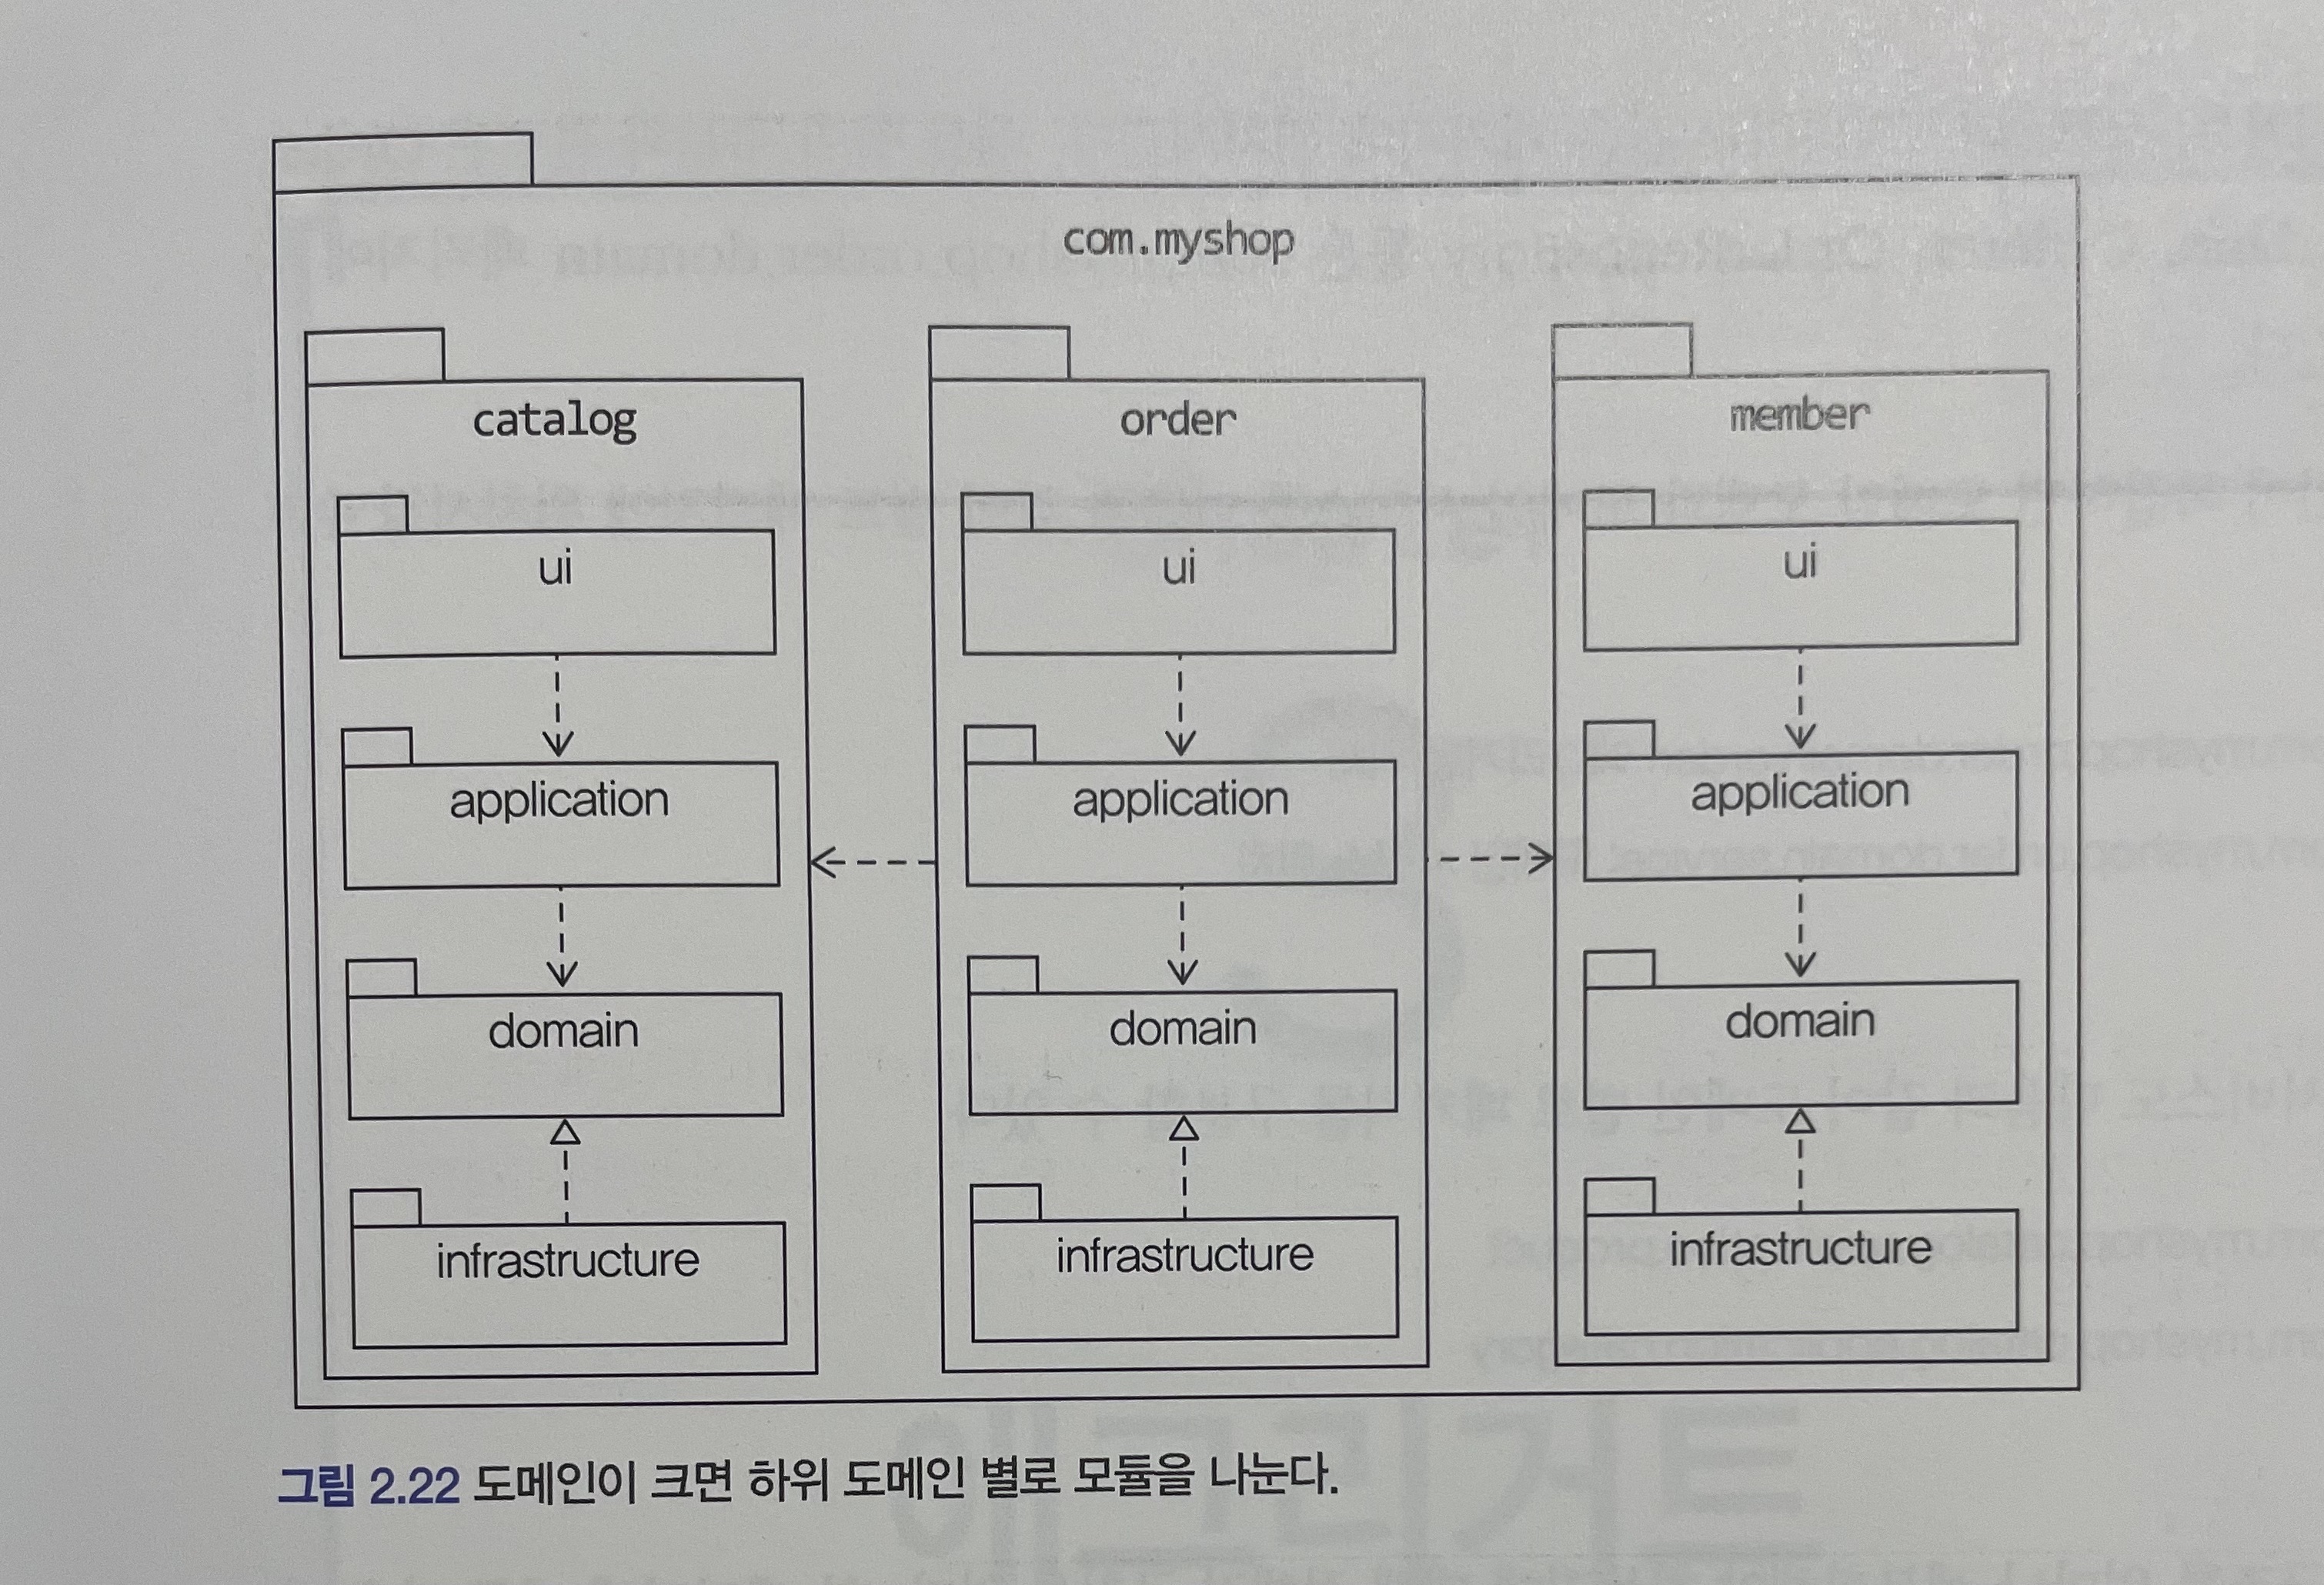 com.myshop
catalog
order
member
ui
ui
ui
application
application
application
domain
domain
domain
infrastructure
infrastructure
infrastructure
그림 2.22 도메인이 크면 하위 도메인 별로 모듈을 나눈다.